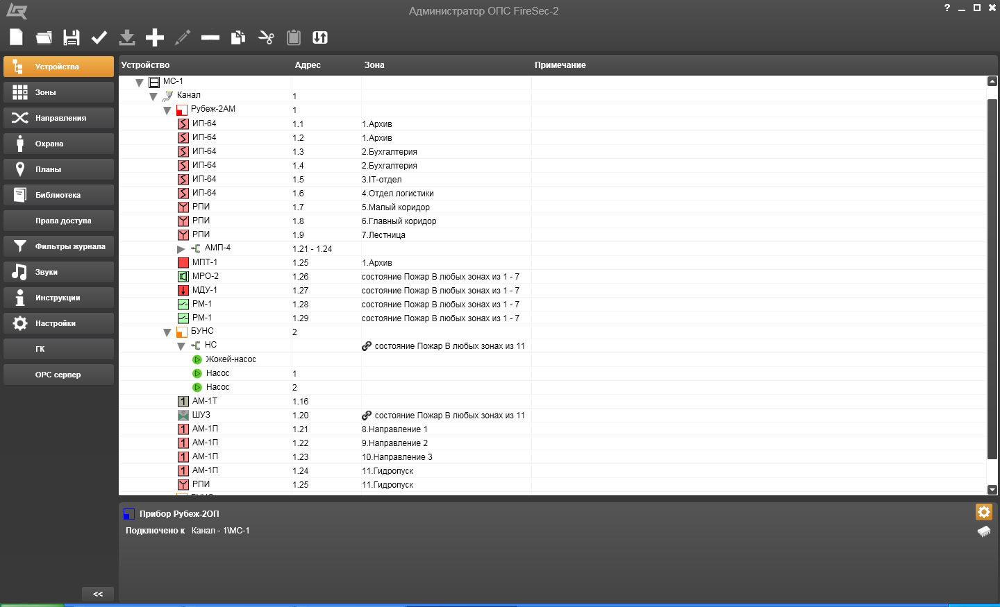 Администратор ОПС FireSec-2
?
Устройства
Зоны
Направления
Охрана
Планы
Библиотека
Права доступа
Фильтры журнала
Звуки
Инструкции
Настройки
ГК
OPC сервер
<<
Устройство Адрес Зона Примечание
МС-1
Канал 1
Рубеж-2АМ 1
ИП-64 1.1 1.Архив
ИП-64 1.2 1.Архив
ИП-64 1.3 2.Бухгалтерия
ИП-64 1.4 2.Бухгалтерия
ИП-64 1.5 3.IT-отдел
ИП-64 1.6 4.Отдел логистики
РПИ 1.7 5.Малый коридор
РПИ 1.8 6.Главный коридор
РПИ 1.9 7.Лестница
АМП-4 1.21 - 1.24
МПТ-1 1.25 1.Архив
МРО-2 1.26 состояние Пожар В любых зонах из 1 - 7
МДУ-1 1.27 состояние Пожар В любых зонах из 1 - 7
РМ-1 1.28 состояние Пожар В любых зонах из 1 - 7
РМ-1 1.29 состояние Пожар В любых зонах из 1 - 7
БУНС 2
НС состояние Пожар В любых зонах из 11
Жокей-насос
Насос 1
Насос 2
1 АМ-1Т 1.16
ШУЗ 1.20 состояние Пожар В любых зонах из 11
1 АМ-1П 1.21 8.Направление 1
1 АМ-1П 1.22 9.Направление 2
1 АМ-1П 1.23 10.Направление 3
1 АМ-1П 1.24 11.Гидропуск
РПИ 1.25 11.Гидропуск
Прибор Рубеж-2ОП
Подключено к Канал - 1\МС-1